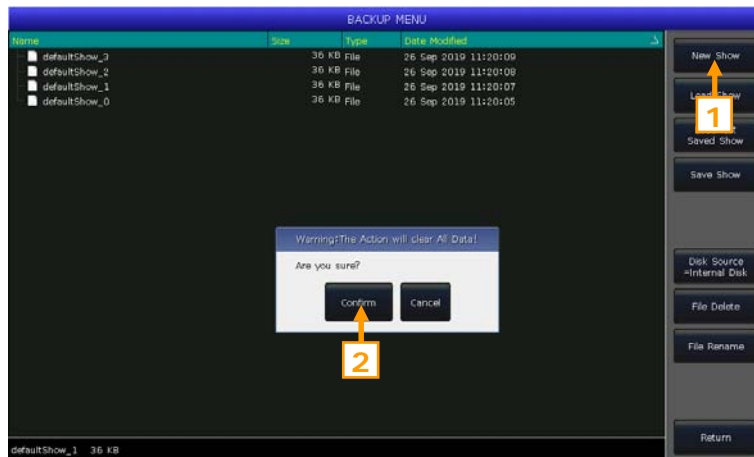 BACKUP MENU
Name Size Type Date Modified
defaultShow_3 36 KB File 26 Sep 2019 11:20:09
defaultShow_2 36 KB File 26 Sep 2019 11:20:08
defaultShow_1 36 KB File 26 Sep 2019 11:20:07
defaultShow_0 36 KB File 26 Sep 2019 11:20:05
New Show
Load Show
1
Saved Show
Save Show
Warning:The Action will clear All Data!
Are you sure?
Confirm Cancel
2
Disk Source
=Internal Disk
File Delete
File Rename
Return
defaultShow_1 36 KB